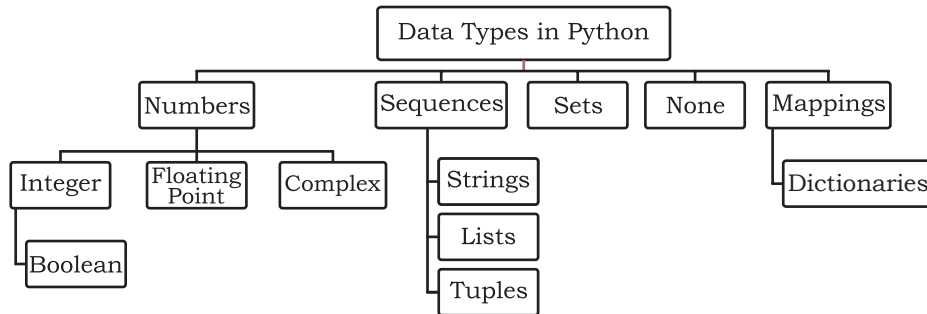 Data Types in Python
Numbers
Sequences
Sets
None
Mappings
Integer
Floating
Point
Complex
Strings
Dictionaries
Lists
Boolean
Tuples